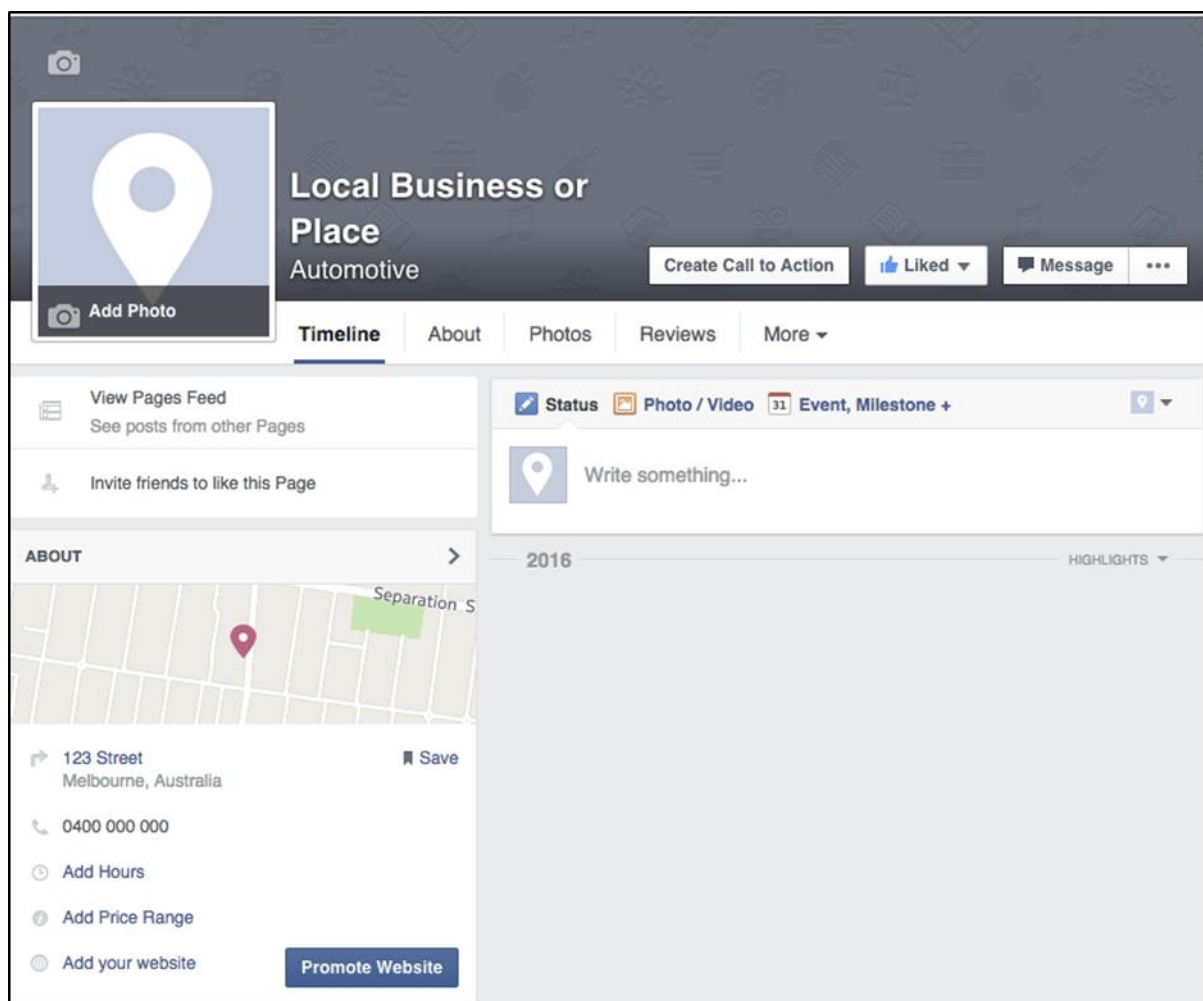 Local Business or
Place
Automotive
Create Call to Action
Liked
Message
Add Photo
Timeline
About
Photos
Reviews
More
View Pages Feed
See posts from other Pages
Invite friends to like this Page
Status
Photo / Video
31
Event, Milestone +
Write something...
ABOUT
2016
HIGHLIGHTS
Separation S
123 Street
Save
Melbourne, Australia
0400 000 000
Add Hours
Add Price Range
Add your website
Promote Website